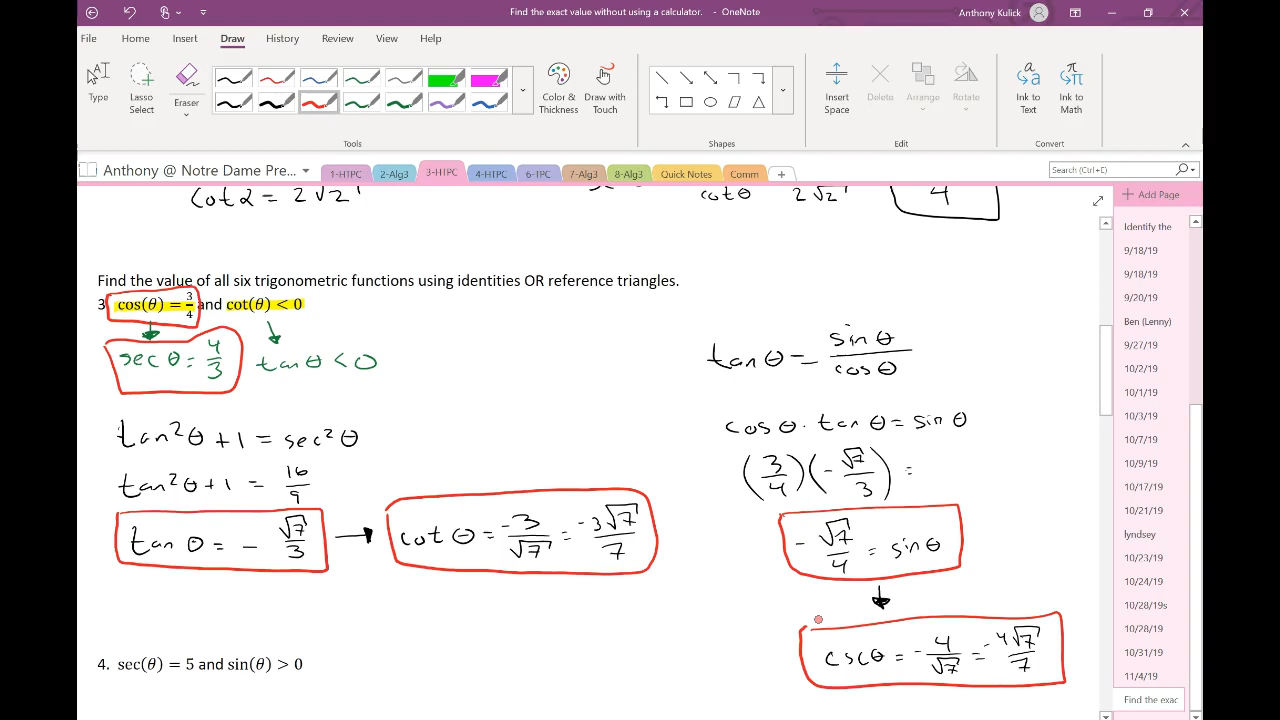 Find the exact value without using a calculator. - OneNote
Anthony Kulick
File Home Insert Draw History Review View Help
Type
Lasso Select
Eraser
Color & Thickness
Draw with Touch
Insert Space
Delete
Arrange
Rotate
Ink to Text
Ink to Math
Tools
Shapes
Edit
Convert
Anthony @ Notre Dame Pre...
1-HTPC 2-Alg3 3-HTPC 4-HTPC 6-1PC 7-Alg3 8-Alg3 Quick Notes Comm +
Search (Ctrl+E)
Add Page
Identify the
9/18/19
9/18/19
9/20/19
Ben (Lenny)
9/27/19
10/2/19
10/1/19
10/3/19
10/7/19
10/9/19
10/17/19
10/21/19
lyndsey
10/23/19
10/24/19
10/28/19s
10/28/19
10/31/19
11/4/19
Find the exac
cot 2 = 2√2
cot θ 2√2 4
Find the value of all six trigonometric functions using identities OR reference triangles.
3 cos(θ) = 3/4 and cot(θ) < 0
sec θ = 4/3 tan θ < 0
tan²θ + 1 = sec²θ
tan²θ + 1 = 16/9
tan θ = - √7/3
cot θ = -3/√7 = -3√7/7
tan θ = sin θ/cos θ
cos θ · tan θ = sin θ
(3/4)(-√7/3) =
-√7/4 = sin θ
csc θ = -4/√7 = -4√7/7
4. sec(θ) = 5 and sin(θ) > 0